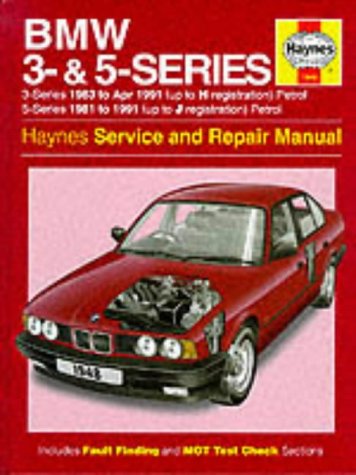 BMW
Haynes
3- & 5-SERIES
3-Series 1983 to Apr 1991 (up to H registration) Petrol
5-Series 1981 to 1991 (up to J registration) Petrol
Haynes Service and Repair Manual
1948
Includes Fault Finding and MOT Test Check Sections